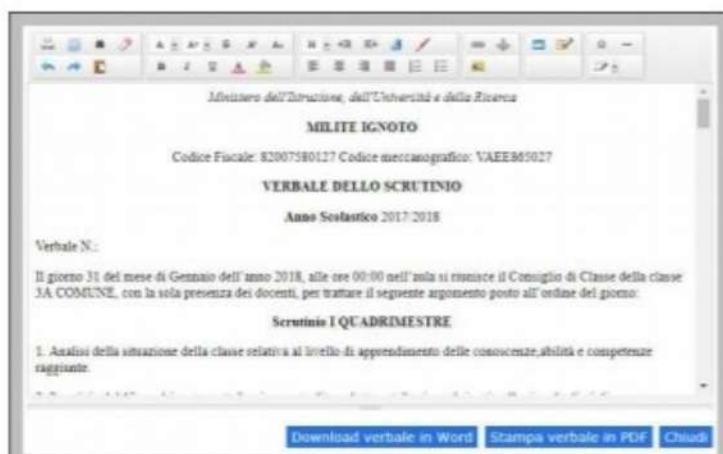 Ministero dell'Istruzione, dell'Università e della Ricerca
MILITE IGNOTO
Codice Fiscale: 82007580127 Codice meccanografico: VAEE865027
VERBALE DELLO SCRUTINIO
Anno Scolastico 2017/2018
Verbale N.:
Il giorno 31 del mese di Gennaio dell'anno 2018, alle ore 00:00 nell'aula si riunisce il Consiglio di Classe della classe
3A COMUNE, con la sola presenza dei docenti, per trattare il seguente argomento posto all'ordine del giorno:
Scrutinio I QUADRIMESTRE
1. Analisi della situazione della classe relativa al livello di apprendimento delle conoscenze,abilità e competenze
raggiunte.
Download verbale in Word Stampa verbale in PDF Chiudi